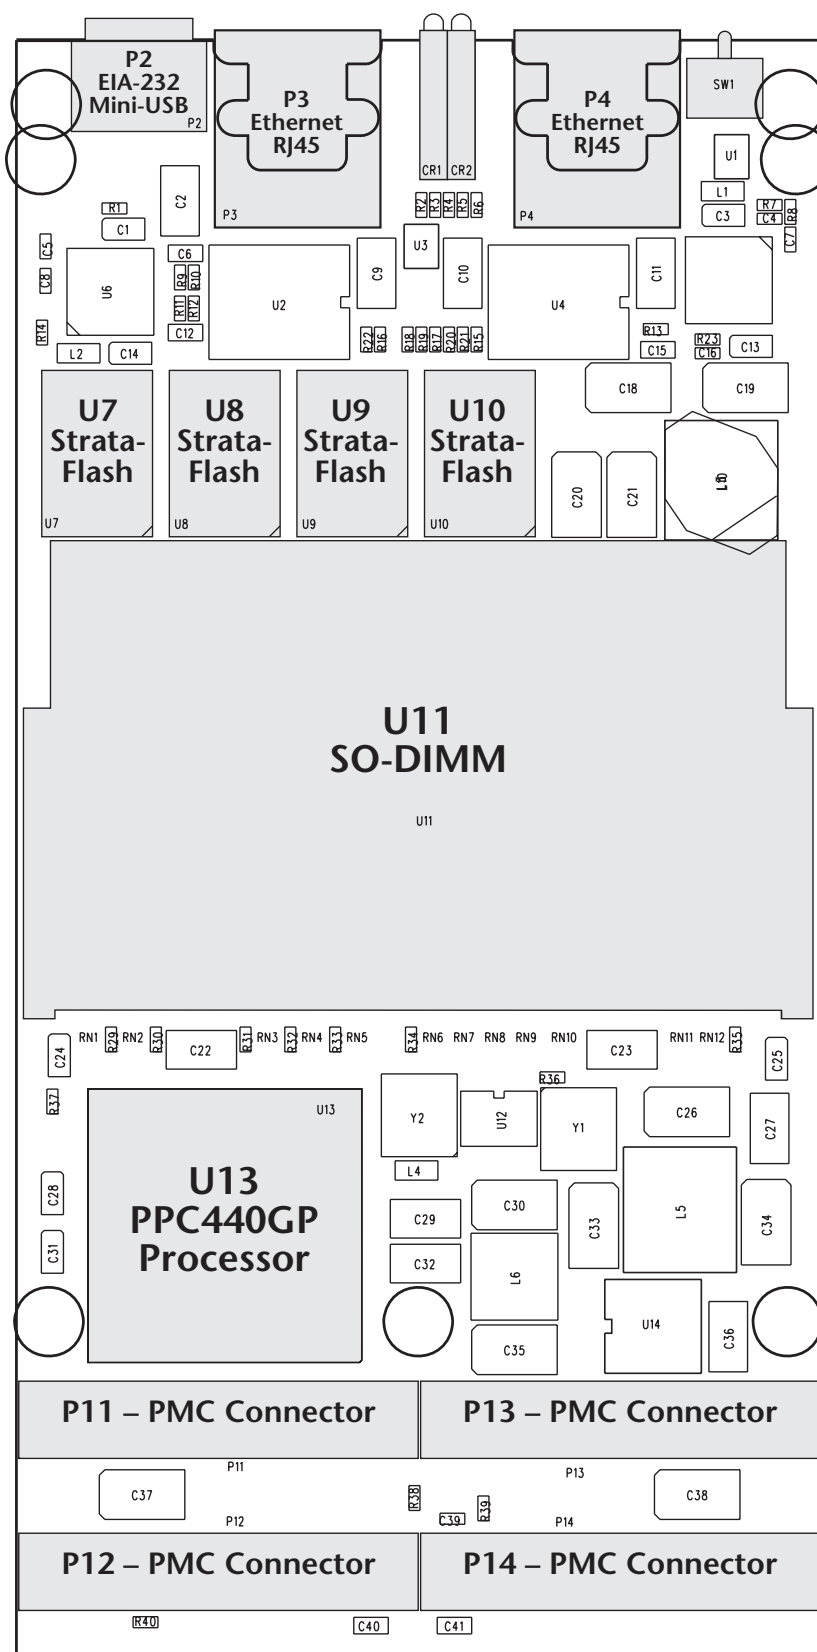 P2
EIA-232
Mini-USB
P2
P3
Ethernet
RJ45
P3
CR1
CR2
P4
Ethernet
RJ45
P4
SW1
U1
L1
C3
R7
C4
R8
C7
R1
C1
C2
R2
R3
R4
R5
R6
C5
C8
U6
C6
R9
R10
R11
R12
C12
U2
C9
U3
C10
U4
C11
R14
L2
C14
R22
R16
R18
R19
R17
R20
R21
R15
R13
C15
R23
C16
C13
C18
C19
U7
Strata-
Flash
U7
U8
Strata-
Flash
U8
U9
Strata-
Flash
U9
U10
Strata-
Flash
U10
C20
C21
U11
SO-DIMM
U11
RN1
R29
RN2
R30
C22
R31
RN3
R32
RN4
R33
RN5
R34
RN6
RN7
RN8
RN9
RN10
C23
RN11
RN12
R35
C24
C25
R37
U13
U13
PPC440GP
Processor
Y2
U12
R36
Y1
C26
C27
L4
C28
C31
C29
C30
C33
L5
C34
C32
L6
U14
C35
C36
P11 – PMC Connector
P13 – PMC Connector
P11
P13
C37
R38
C39
R39
C38
P12
P14
P12 – PMC Connector
P14 – PMC Connector
R40
C40
C41